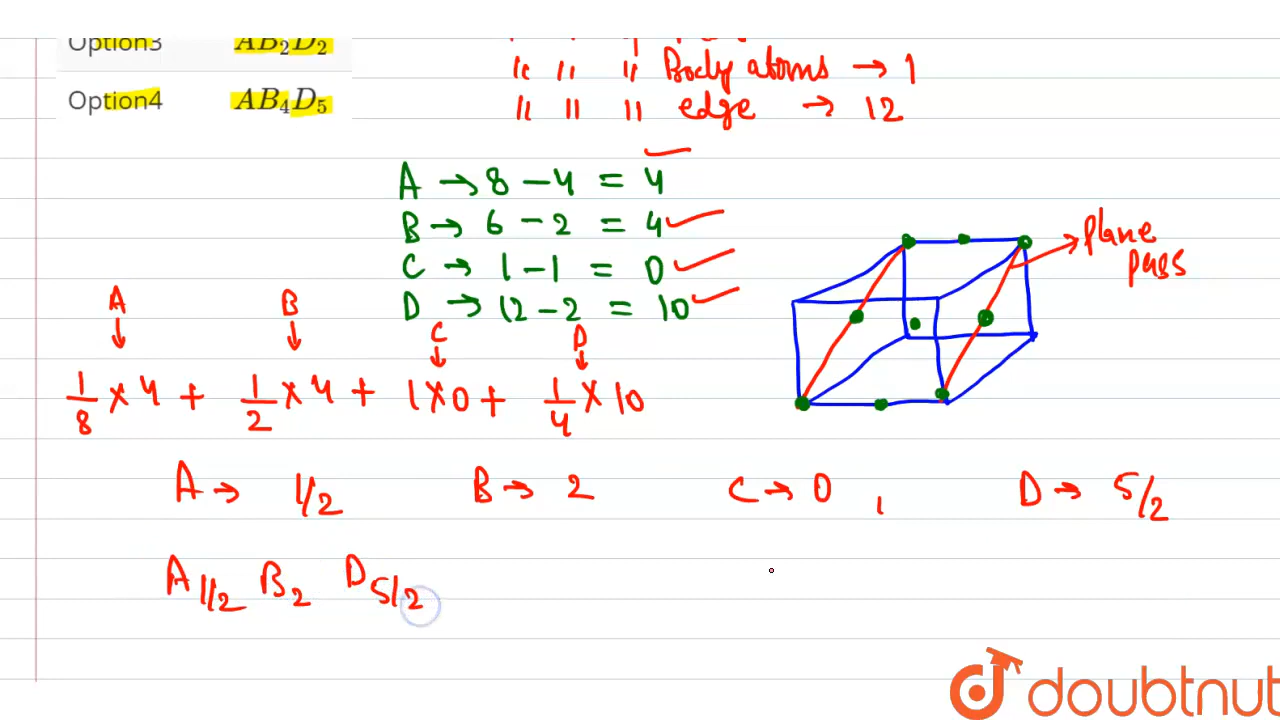 Option3 AB₂D₂
〃 〃 〃 Body atoms → 1
Option4 AB₄D₅
〃 〃 〃 edge → 12
A → 8 - 4 = 4
B → 6 - 2 = 4
C → 1 - 1 = 0
D → 12 - 2 = 10
plane
pass
A B C D
1/8 × 4 + 1/2 × 4 + 1 × 0 + 1/4 × 10
A → 1/2 B → 2 C → 0 , D → 5/2
A1/2 B2 D5/2
doubtnut